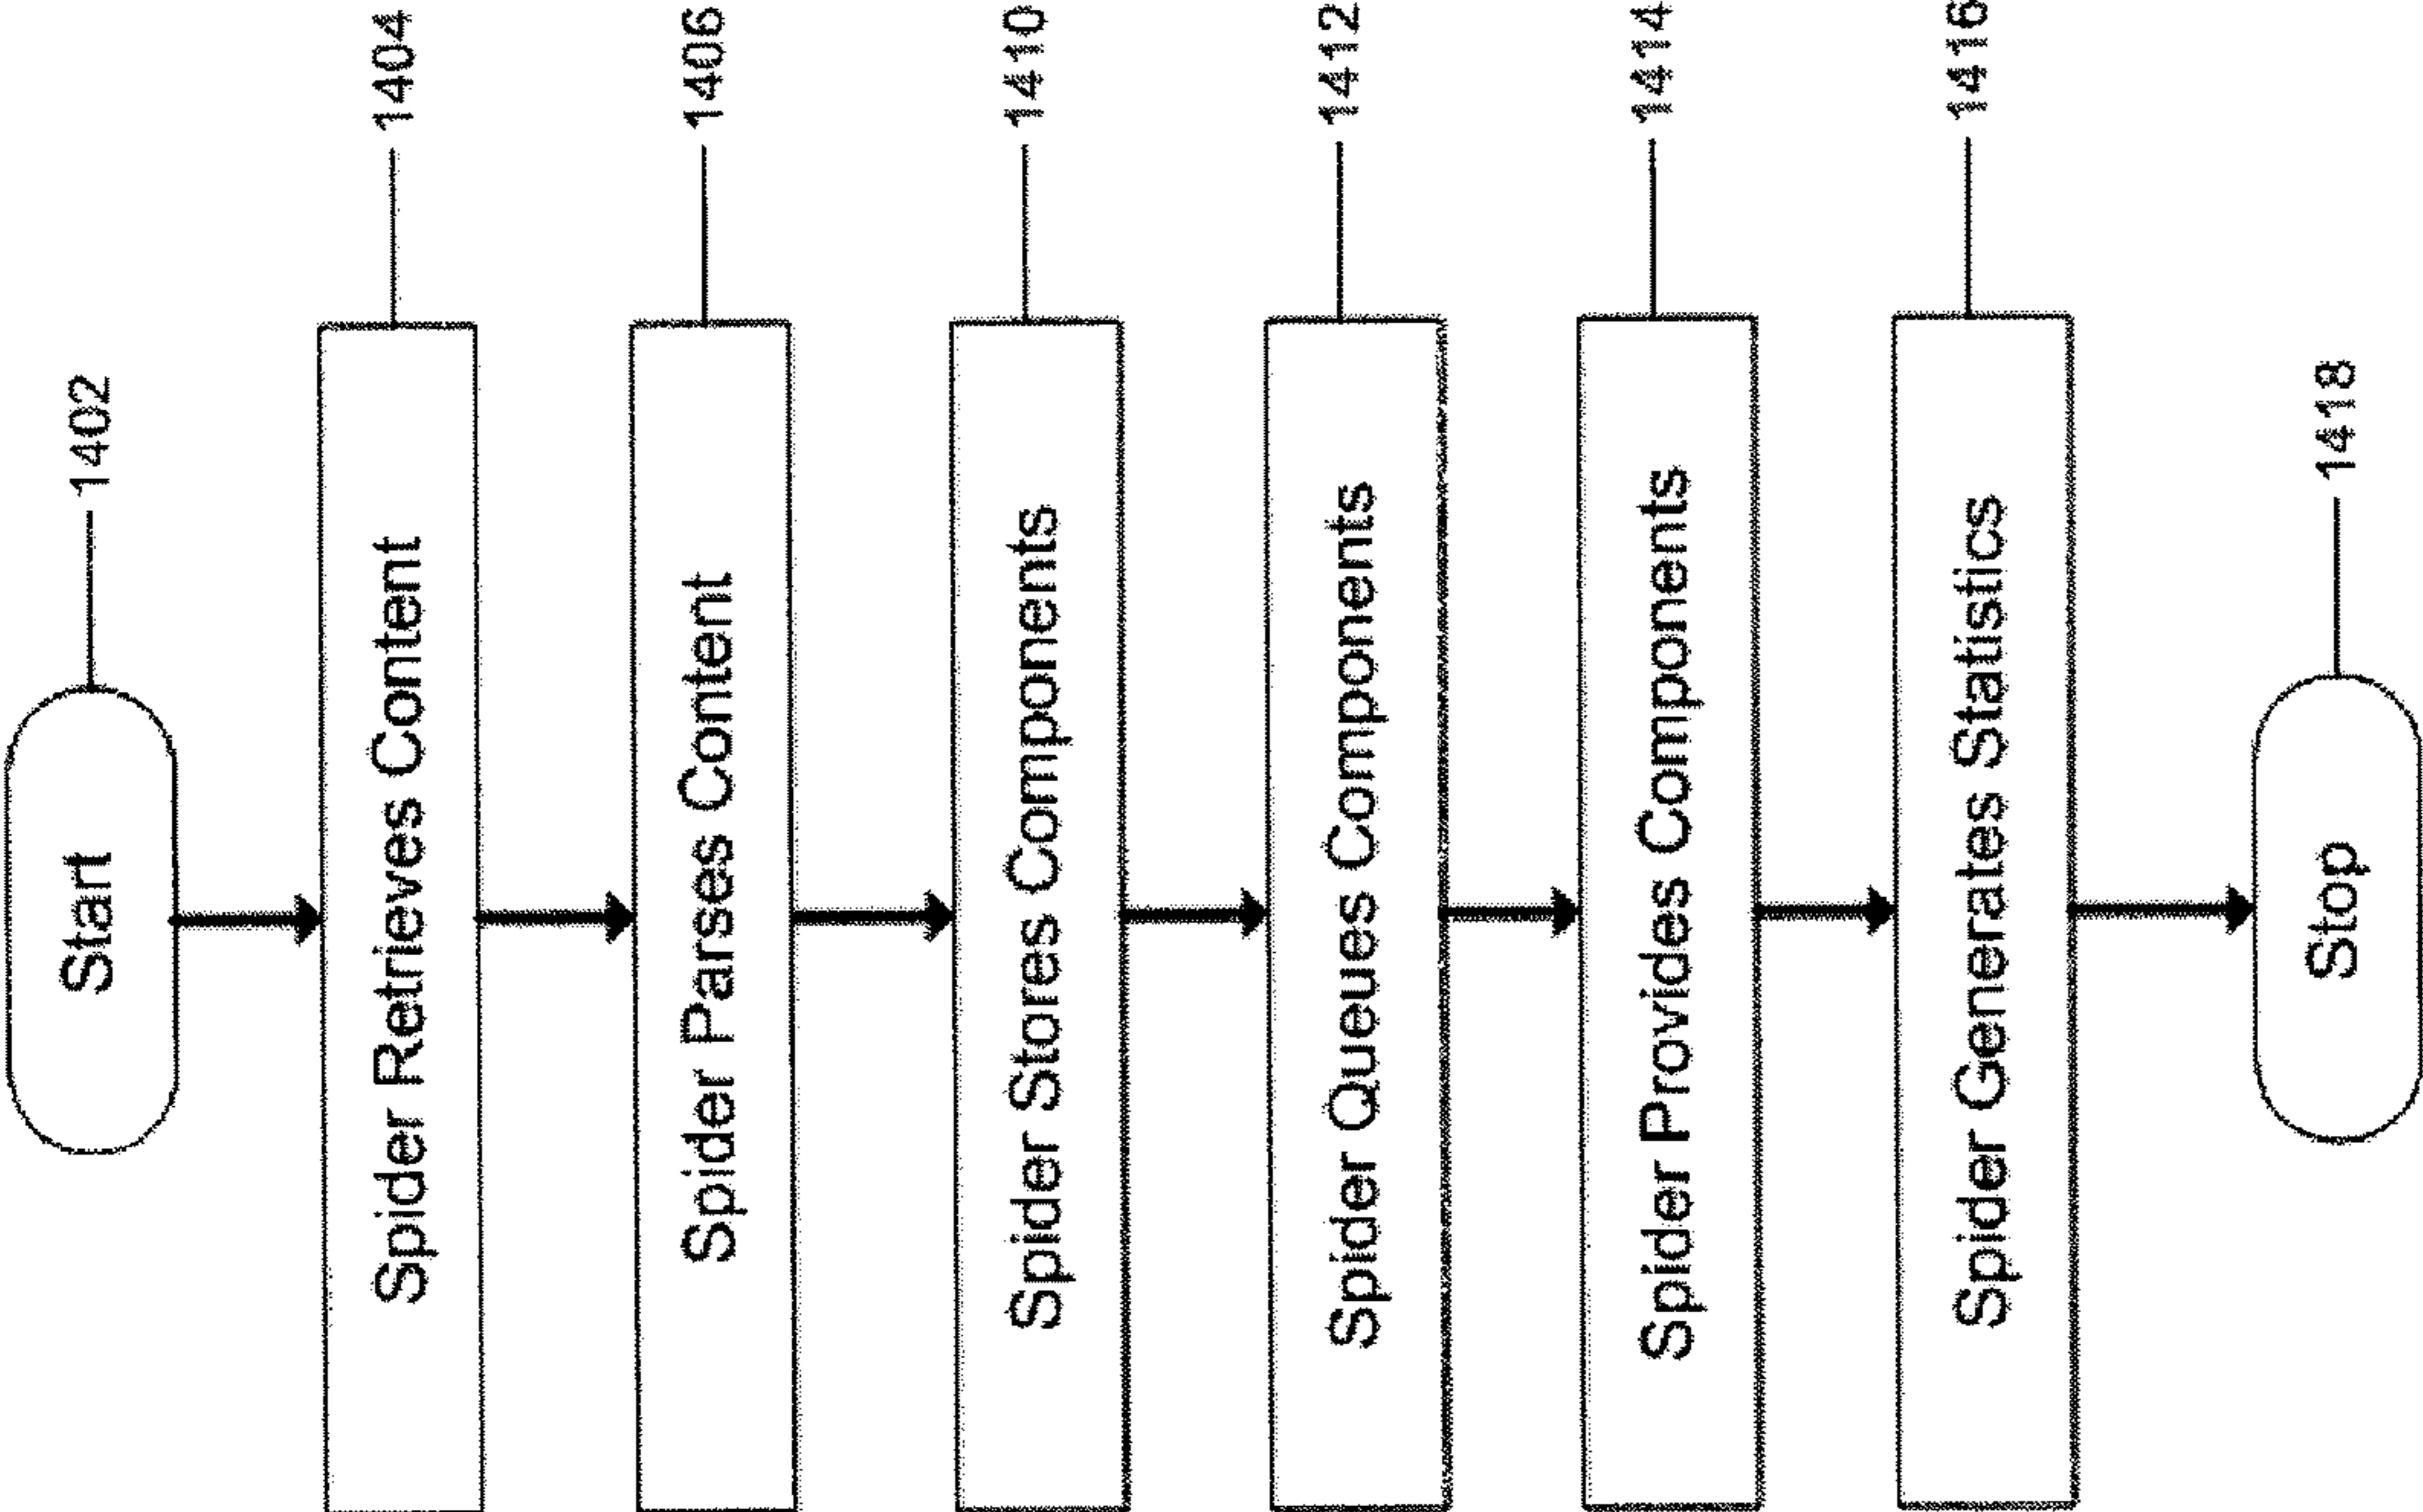 Start
1402
Spider Retrieves Content
1404
Spider Parses Content
1406
Spider Stores Components
1410
Spider Queues Components
1412
Spider Provides Components
1414
Spider Generates Statistics
1416
Stop
1418